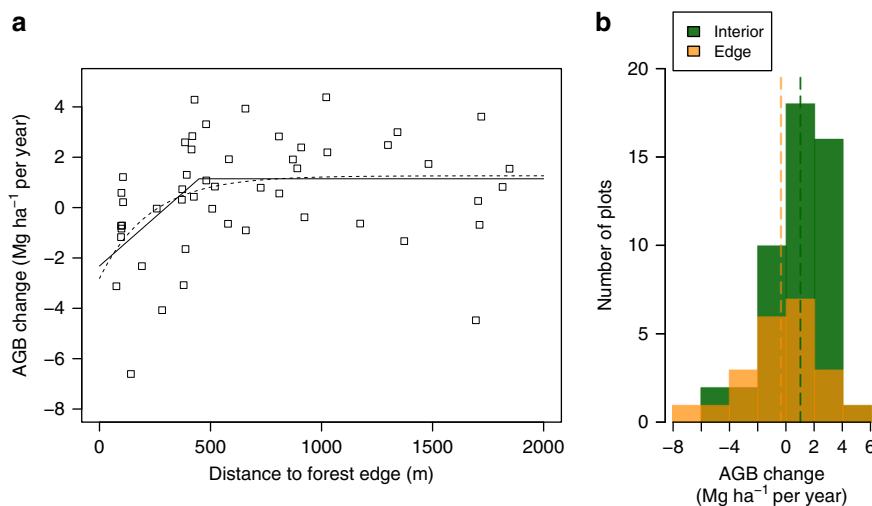 a
AGB change (Mg ha⁻¹ per year)
4
2
0
−2
−4
−6
−8
0 500 1000 1500 2000
Distance to forest edge (m)
b
Interior
Edge
Number of plots
20
15
10
5
0
−8 −4 0 2 4 6
AGB change
(Mg ha⁻¹ per year)